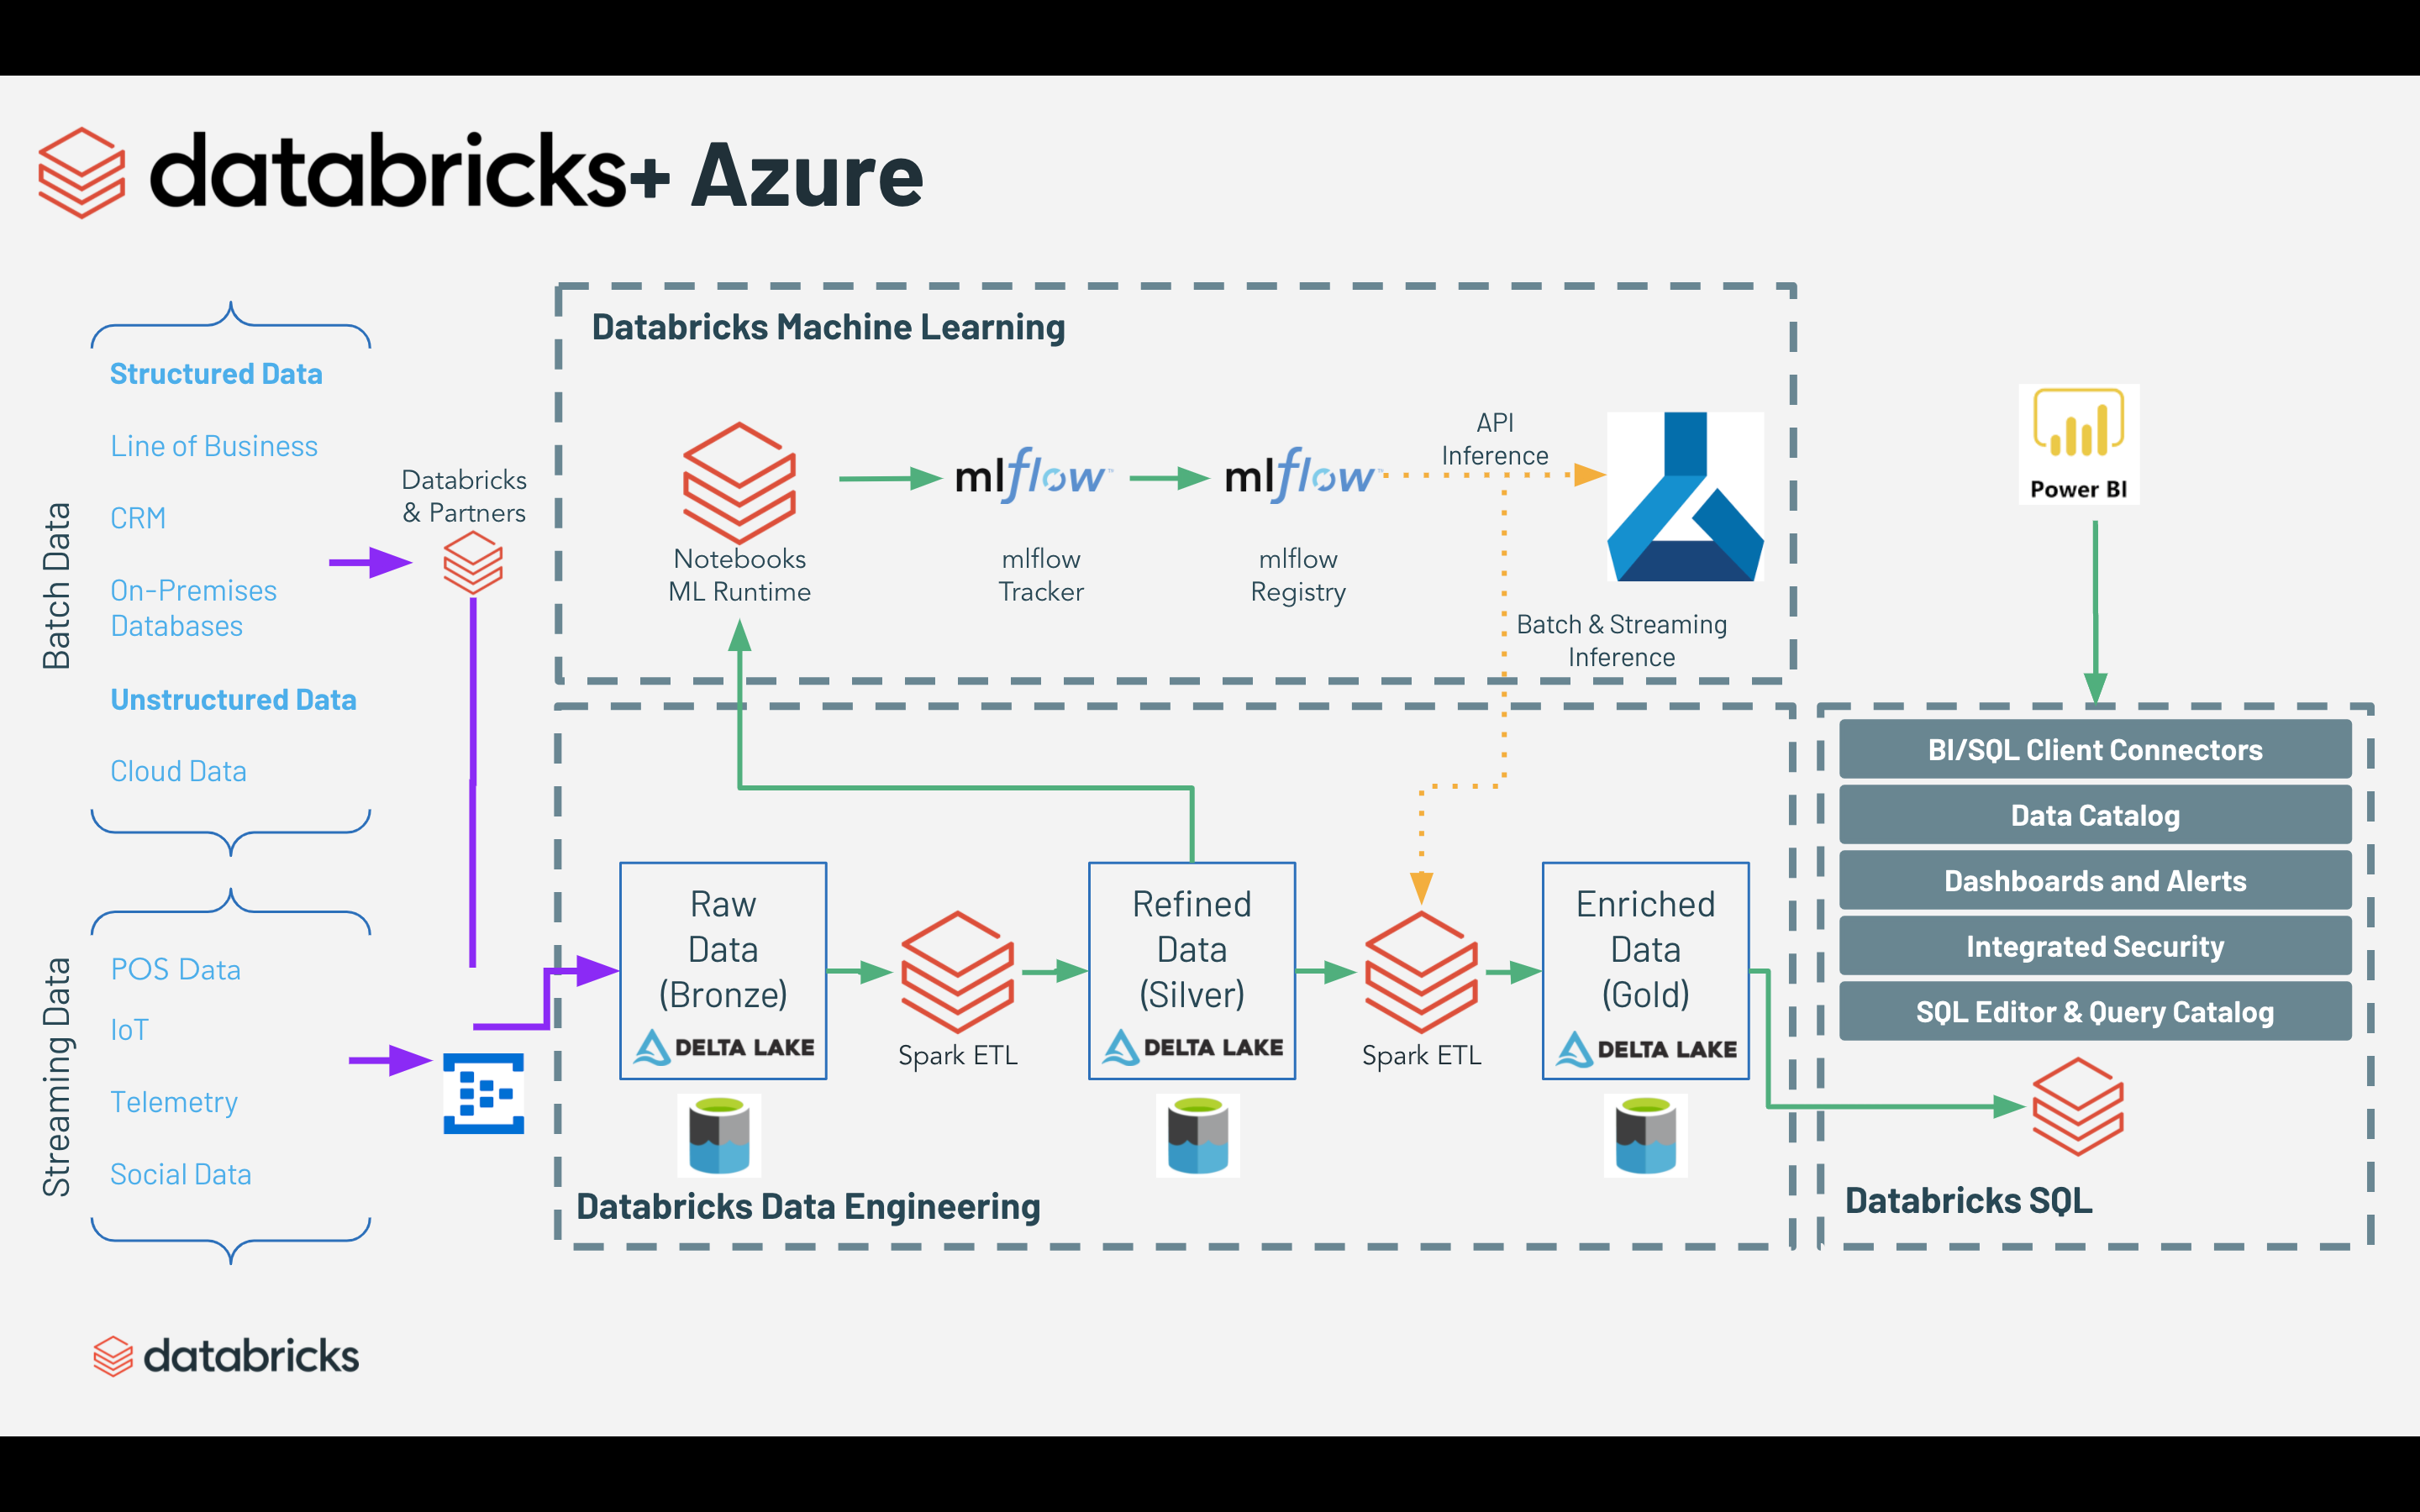 databricks+ Azure
Batch Data
Structured Data
Line of Business
CRM
On-Premises
Databases
Unstructured Data
Cloud Data
Streaming Data
POS Data
IoT
Telemetry
Social Data
Databricks
& Partners
Databricks Machine Learning
Notebooks
ML Runtime
mlflow™
mlflow
Tracker
mlflow™
mlflow
Registry
API
Inference
Batch & Streaming
Inference
Power BI
Raw
Data
(Bronze)
DELTA LAKE
Spark ETL
Refined
Data
(Silver)
DELTA LAKE
Spark ETL
Enriched
Data
(Gold)
DELTA LAKE
Databricks Data Engineering
BI/SQL Client Connectors
Data Catalog
Dashboards and Alerts
Integrated Security
SQL Editor & Query Catalog
Databricks SQL
databricks